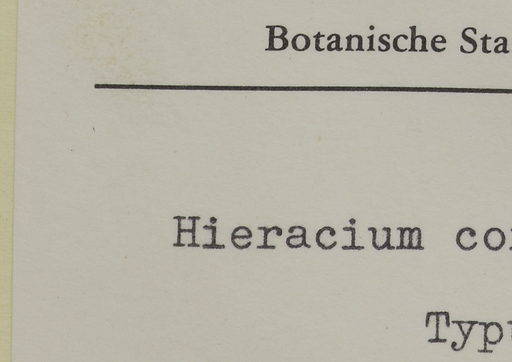 Botanische Sta
Hieracium co
Typ